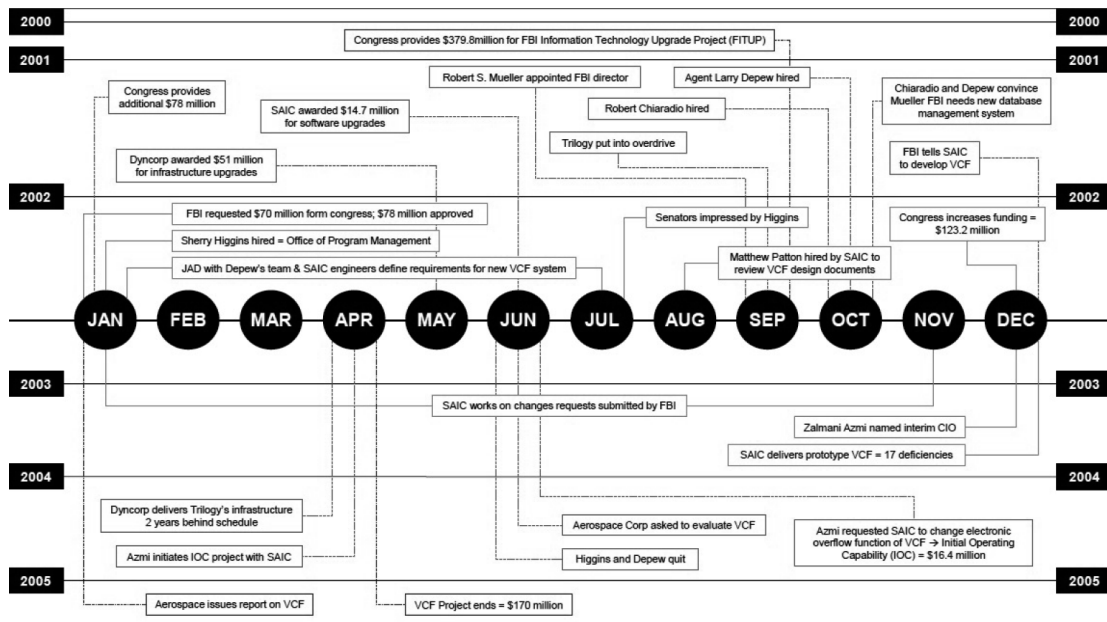 2000
2000
Congress provides $379.8million for FBI Information Technology Upgrade Project (FITUP)
2001
2001
Robert S. Mueller appointed FBI director
Agent Larry Depew hired
Congress provides
additional $78 million
Chiaradio and Depew convince
Mueller FBI needs new database
management system
SAIC awarded $14.7 million
for software upgrades
Robert Chiaradio hired
Trilogy put into overdrive
FBI tells SAIC
to develop VCF
Dyncorp awarded $51 million
for infrastructure upgrades
2002
2002
FBI requested $70 million form congress; $78 million approved
Senators impressed by Higgins
Congress increases funding =
$123.2 million
Sherry Higgins hired = Office of Program Management
Matthew Patton hired by SAIC to
review VCF design documents
JAD with Depew's team & SAIC engineers define requirements for new VCF system
JAN FEB MAR APR MAY JUN JUL AUG SEP OCT NOV DEC
2003
2003
SAIC works on changes requests submitted by FBI
Zalmani Azmi named interim CIO
SAIC delivers prototype VCF = 17 deficiencies
2004
2004
Dyncorp delivers Trilogy's infrastructure
2 years behind schedule
Aerospace Corp asked to evaluate VCF
Azmi requested SAIC to change electronic
overflow function of VCF → Initial Operating
Capability (IOC) = $16.4 million
Azmi initiates IOC project with SAIC
Higgins and Depew quit
2005
2005
Aerospace issues report on VCF
VCF Project ends = $170 million